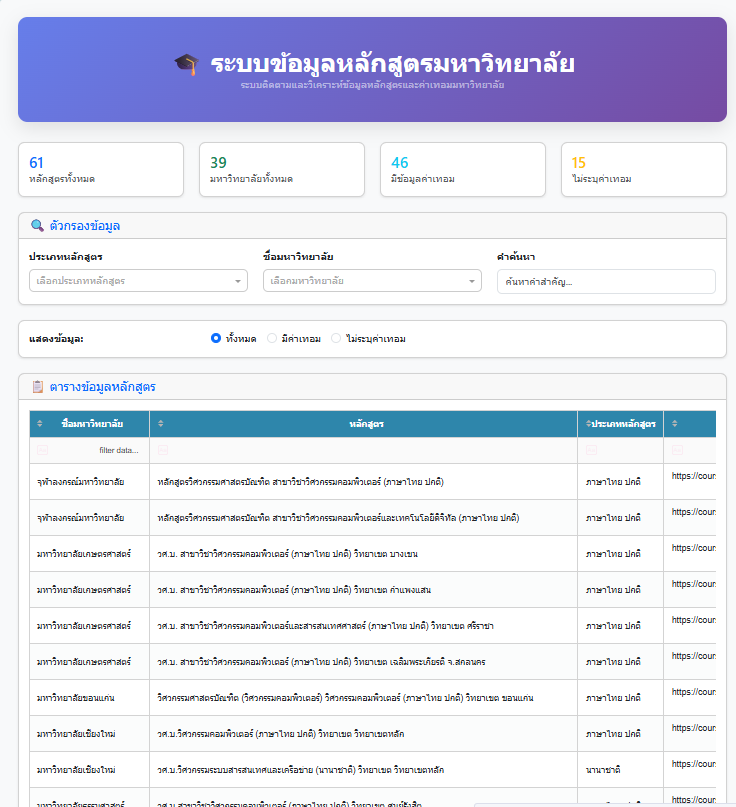 ระบบข้อมูลหลักสูตรมหาวิทยาลัย
ระบบติดตามและวิเคราะห์ข้อมูลหลักสูตรและค่าเทอมมหาวิทยาลัย
61 39 46 15
หลักสูตรทั้งหมด มหาวิทยาลัยทั้งหมด มีข้อมูลค่าเทอม ไม่ระบุค่าเทอม
ตัวกรองข้อมูล
ประเภทหลักสูตร ชื่อมหาวิทยาลัย คำค้นหา
เลือกประเภทหลักสูตร เลือกมหาวิทยาลัย ค้นหาคำสำคัญ...
แสดงข้อมูล: ทั้งหมด มีค่าเทอม ไม่ระบุค่าเทอม
ตารางข้อมูลหลักสูตร
ชื่อมหาวิทยาลัย หลักสูตร ประเภทหลักสูตร
filter data...
จุฬาลงกรณ์มหาวิทยาลัย หลักสูตรวิศวกรรมศาสตรบัณฑิต สาขาวิชาวิศวกรรมคอมพิวเตอร์ (ภาษาไทย ปกติ) ภาษาไทย ปกติ https://cour
จุฬาลงกรณ์มหาวิทยาลัย หลักสูตรวิศวกรรมศาสตรบัณฑิต สาขาวิชาวิศวกรรมคอมพิวเตอร์และเทคโนโลยีดิจิทัล (ภาษาไทย ปกติ) ภาษาไทย ปกติ https://cour
มหาวิทยาลัยเกษตรศาสตร์ วศ.บ. สาขาวิชาวิศวกรรมคอมพิวเตอร์ (ภาษาไทย ปกติ) วิทยาเขต บางเขน ภาษาไทย ปกติ https://cour
มหาวิทยาลัยเกษตรศาสตร์ วศ.บ. สาขาวิชาวิศวกรรมคอมพิวเตอร์ (ภาษาไทย ปกติ) วิทยาเขต กำแพงแสน ภาษาไทย ปกติ https://cour
มหาวิทยาลัยเกษตรศาสตร์ วศ.บ. สาขาวิชาวิศวกรรมคอมพิวเตอร์และสารสนเทศศาสตร์ (ภาษาไทย ปกติ) วิทยาเขต ศรีราชา ภาษาไทย ปกติ https://cour
มหาวิทยาลัยเกษตรศาสตร์ วศ.บ. สาขาวิชาวิศวกรรมคอมพิวเตอร์ (ภาษาไทย ปกติ) วิทยาเขต เฉลิมพระเกียรติ จ.สกลนคร ภาษาไทย ปกติ https://cour
มหาวิทยาลัยขอนแก่น วิศวกรรมศาสตรบัณฑิต (วิศวกรรมคอมพิวเตอร์) วิศวกรรมคอมพิวเตอร์ (ภาษาไทย ปกติ) วิทยาเขต ขอนแก่น ภาษาไทย ปกติ https://cour
มหาวิทยาลัยเชียงใหม่ วศ.บ.วิศวกรรมคอมพิวเตอร์ (ภาษาไทย ปกติ) วิทยาเขต วิทยาเขตหลัก ภาษาไทย ปกติ https://cour
มหาวิทยาลัยเชียงใหม่ วศ.บ.วิศวกรรมระบบสารสนเทศและเครือข่าย (นานาชาติ) วิทยาเขต วิทยาเขตหลัก นานาชาติ https://cour
มหาวิทยาลัยธรรมศาสตร์ วศ.บ.สาขาวิชาวิศวกรรมคอมพิวเตอร์ (ภาษาไทย ปกติ) วิทยาเขต ศูนย์รังสิต ภาษาไทย ปกติ https://cour